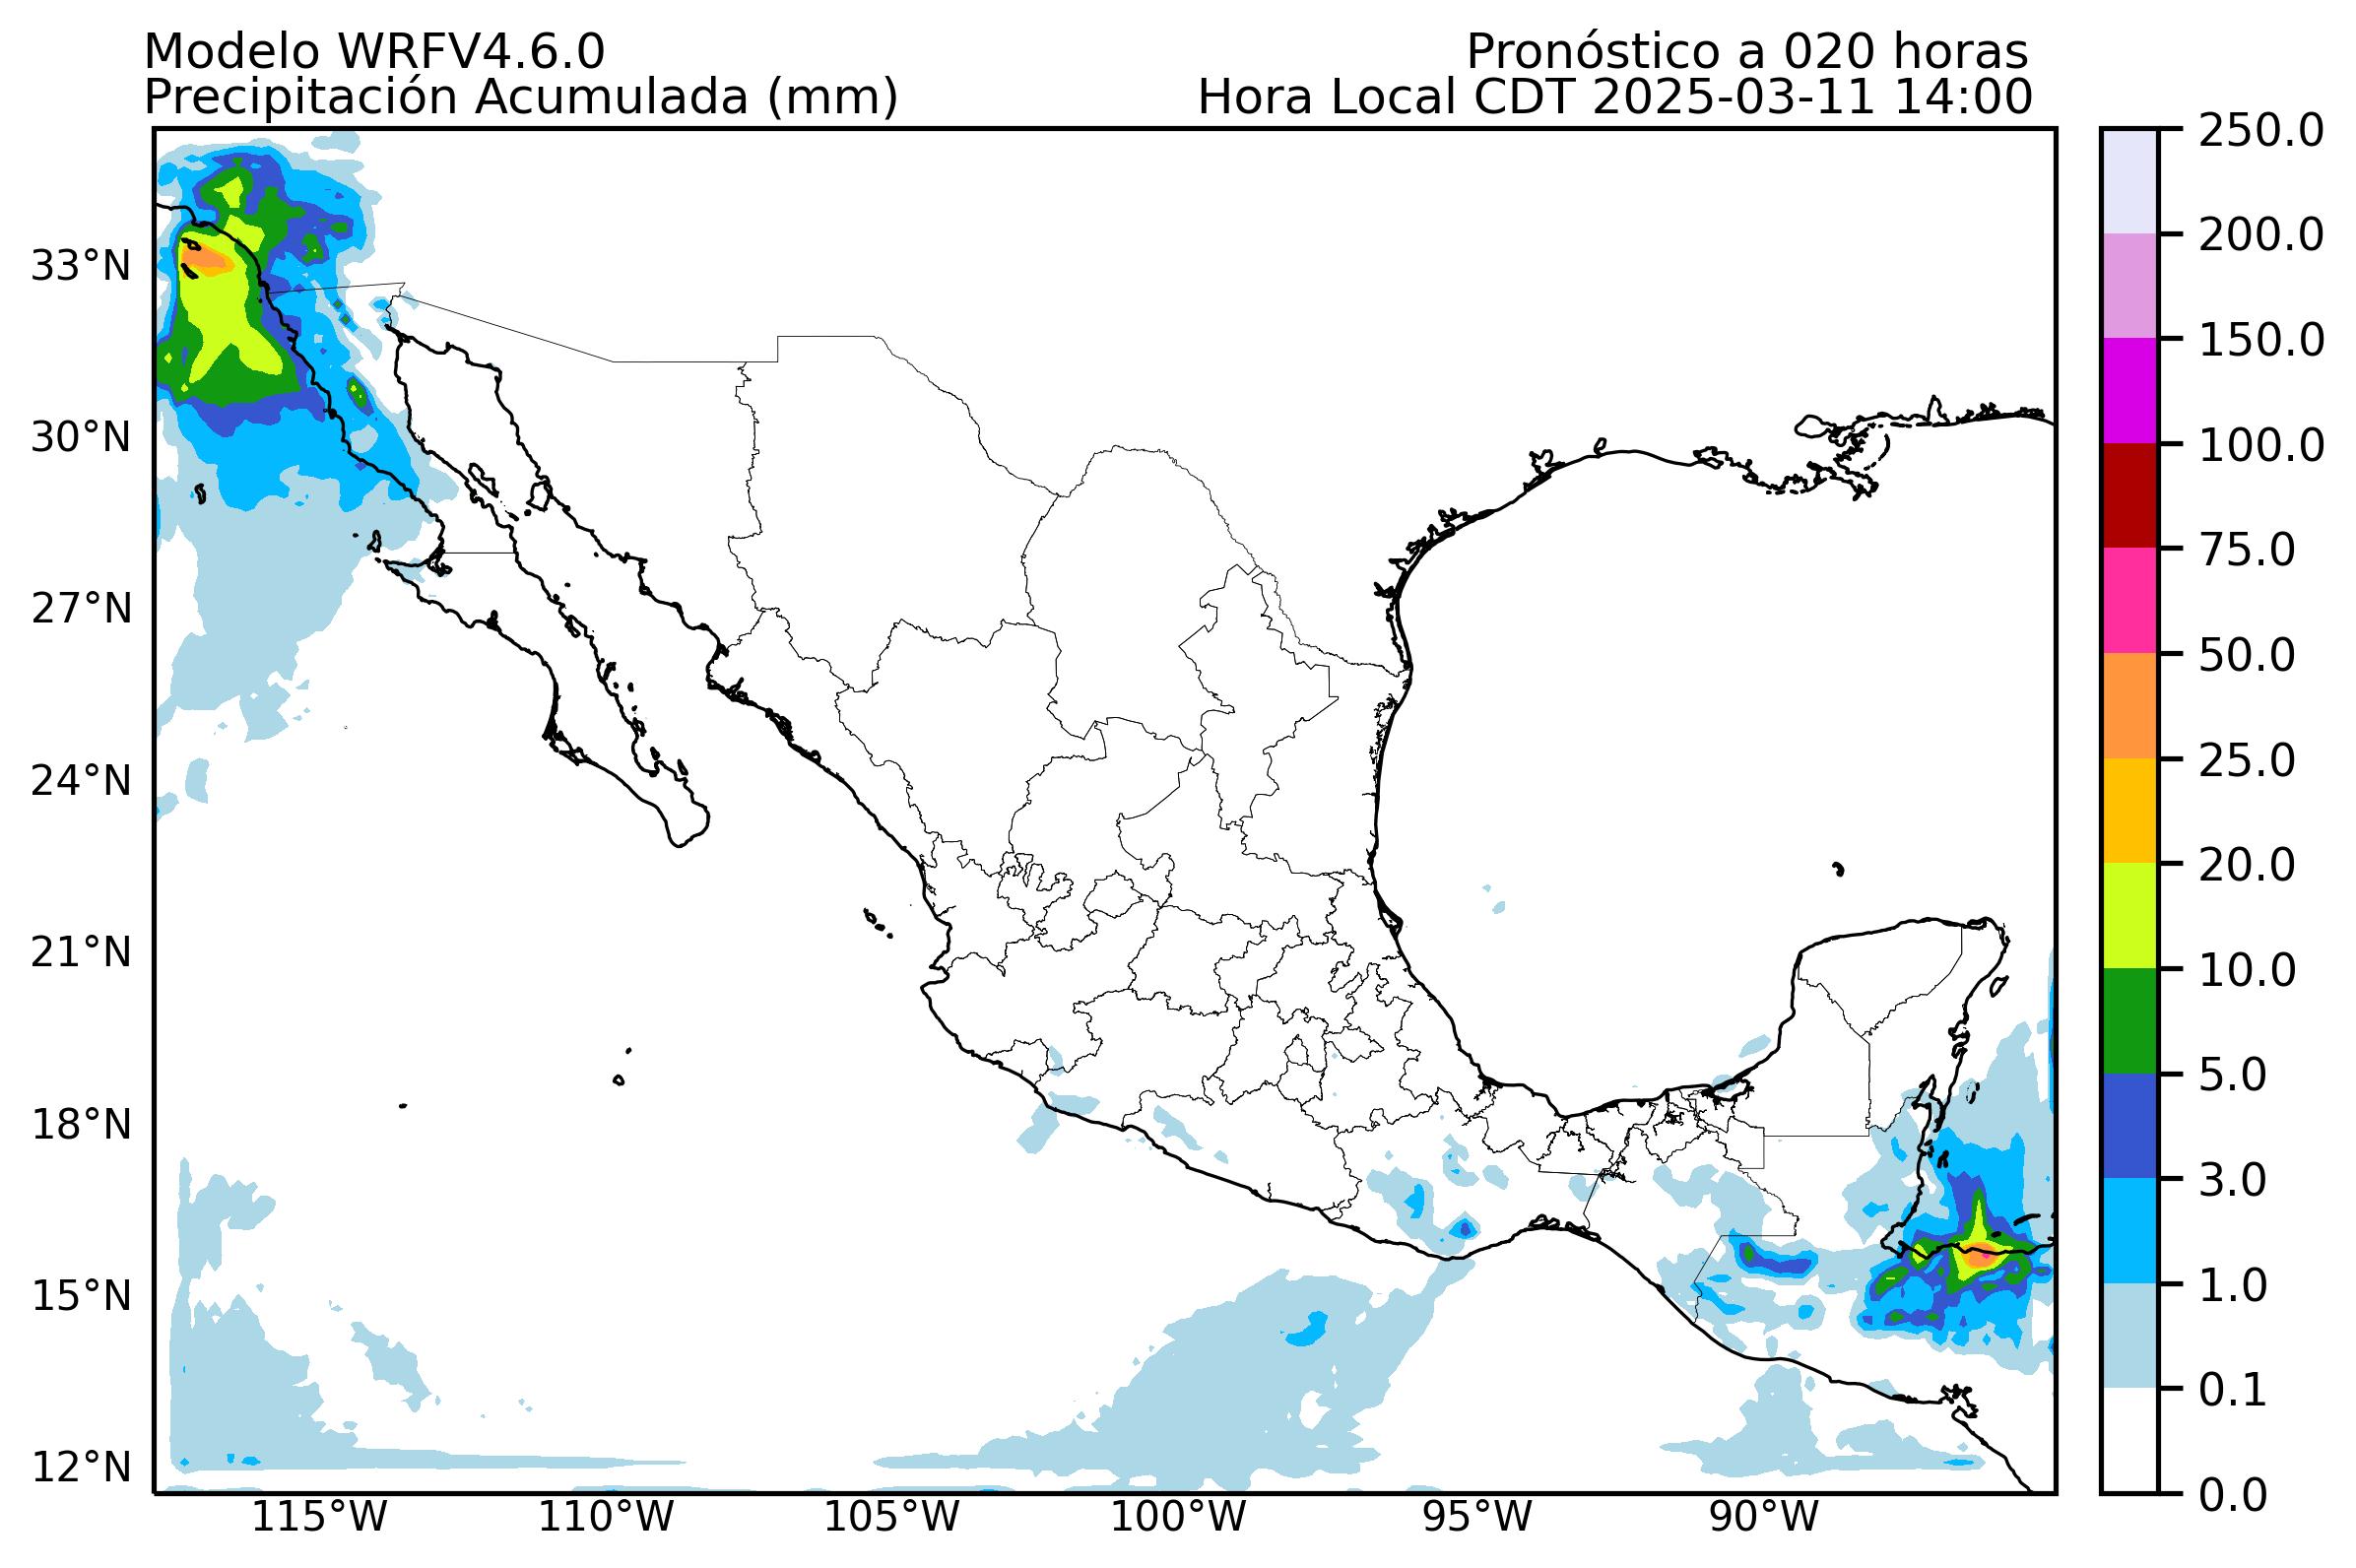 Modelo WRFV4.6.0
Pronóstico a 020 horas
Precipitación Acumulada (mm)
Hora Local CDT 2025-03-11 14:00
33°N
30°N
27°N
24°N
21°N
18°N
15°N
12°N
115°W
110°W
105°W
100°W
95°W
90°W
250.0
200.0
150.0
100.0
75.0
50.0
25.0
20.0
10.0
5.0
3.0
1.0
0.1
0.0